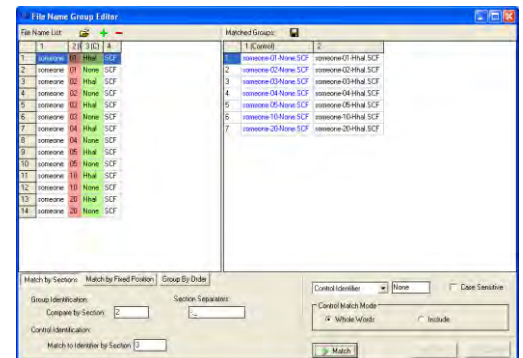 File Name Group Editor
File Name List:
Matched Groups:
1 2(I) 3 (C) 4
1 someone 01 Hhal SCF
2 someone 01 None SCF
3 someone 02 Hhal SCF
4 someone 02 None SCF
5 someone 03 Hhal SCF
6 someone 03 None SCF
7 someone 04 Hhal SCF
8 someone 04 None SCF
9 someone 05 Hhal SCF
10 someone 05 None SCF
11 someone 10 Hhal SCF
12 someone 10 None SCF
13 someone 20 Hhal SCF
14 someone 20 None SCF
1 (Control) 2
1 someone-01-None.SCF someone-01-Hhal.SCF
2 someone-02-None.SCF someone-02-Hhal.SCF
3 someone-03-None.SCF someone-03-Hhal.SCF
4 someone-04-None.SCF someone-04-Hhal.SCF
5 someone-05-None.SCF someone-05-Hhal.SCF
6 someone-10-None.SCF someone-10-Hhal.SCF
7 someone-20-None.SCF someone-20-Hhal.SCF
Match by Sections Match by Fixed Position Group By Order
Group Identification:
Section Separators:
Compare by Section: 2
-._
Control Identification:
Match to Identifier by Section 3
Control Identifier None Case Sensitive
Control Match Mode
Whole Words Include
Match